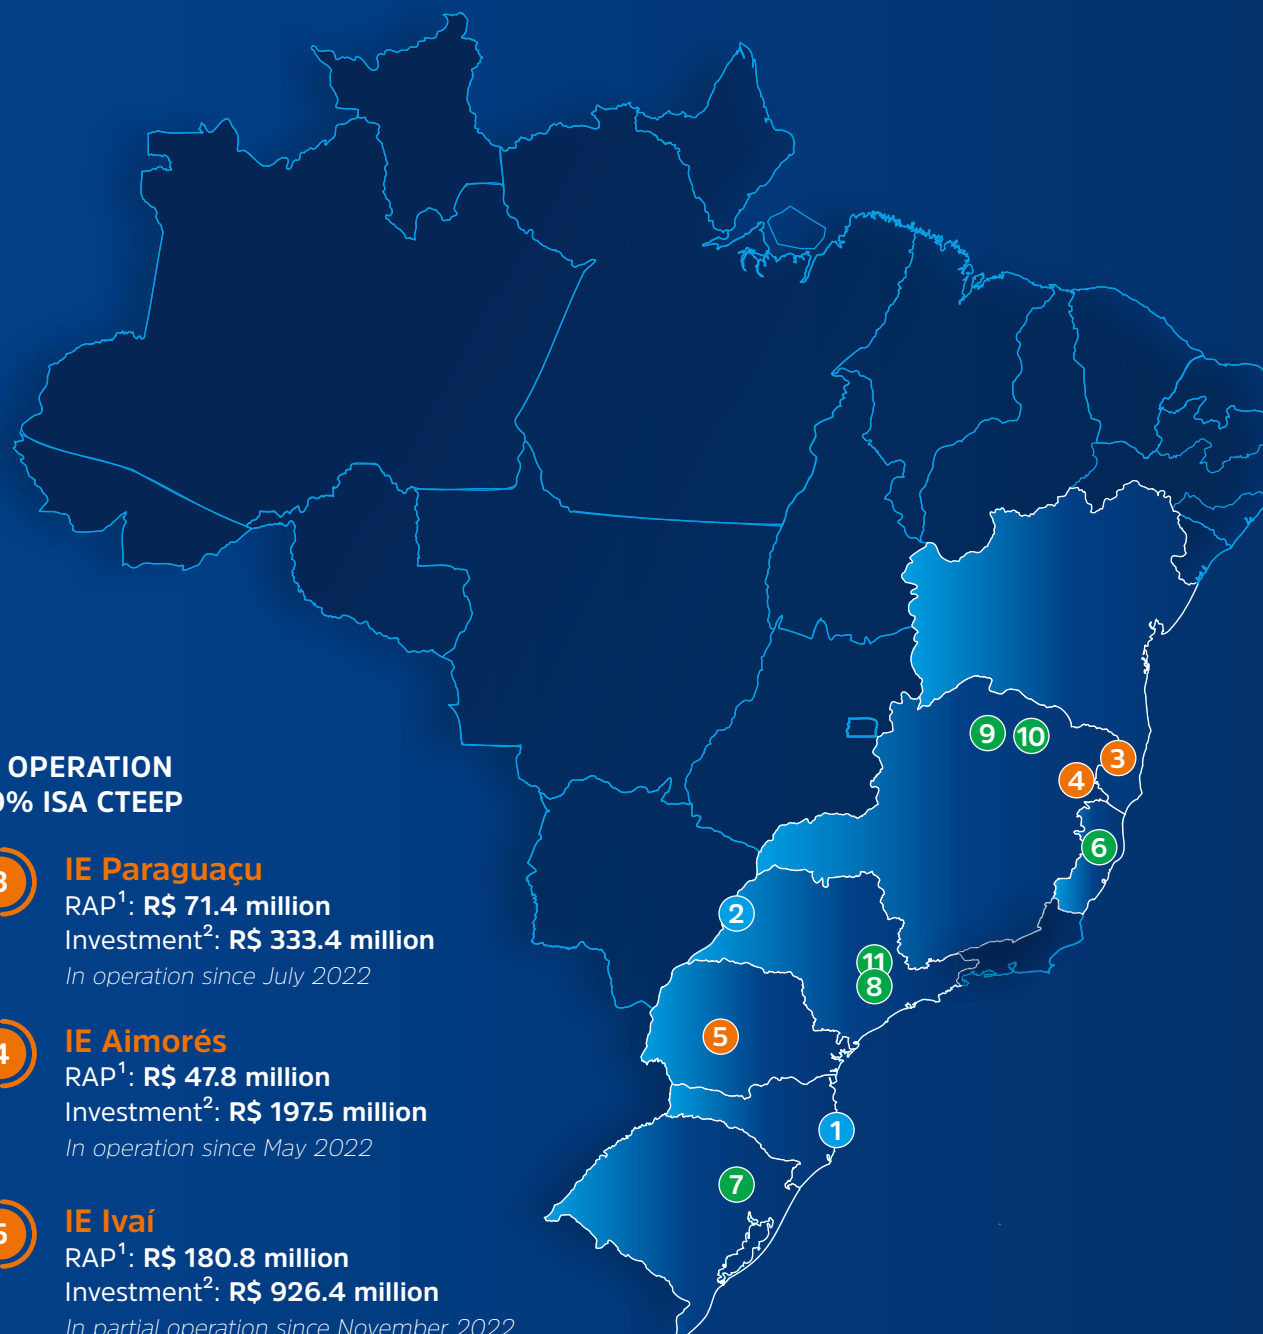 9
10
3
4
6
2
11
8
5
1
7
OPERATION
0% ISA CTEEP
3
IE Paraguaçu
RAP¹: R$ 71.4 million
Investment²: R$ 333.4 million
In operation since July 2022
4
IE Aimorés
RAP¹: R$ 47.8 million
Investment²: R$ 197.5 million
In operation since May 2022
5
IE Ivaí
RAP¹: R$ 180.8 million
Investment²: R$ 926.4 million
In partial operation since November 2022